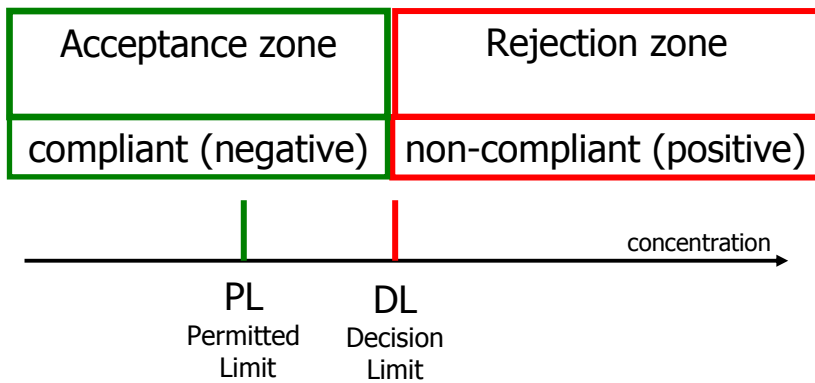 Acceptance zone
Rejection zone
compliant (negative)
non-compliant (positive)
concentration
PL
Permitted
Limit
DL
Decision
Limit